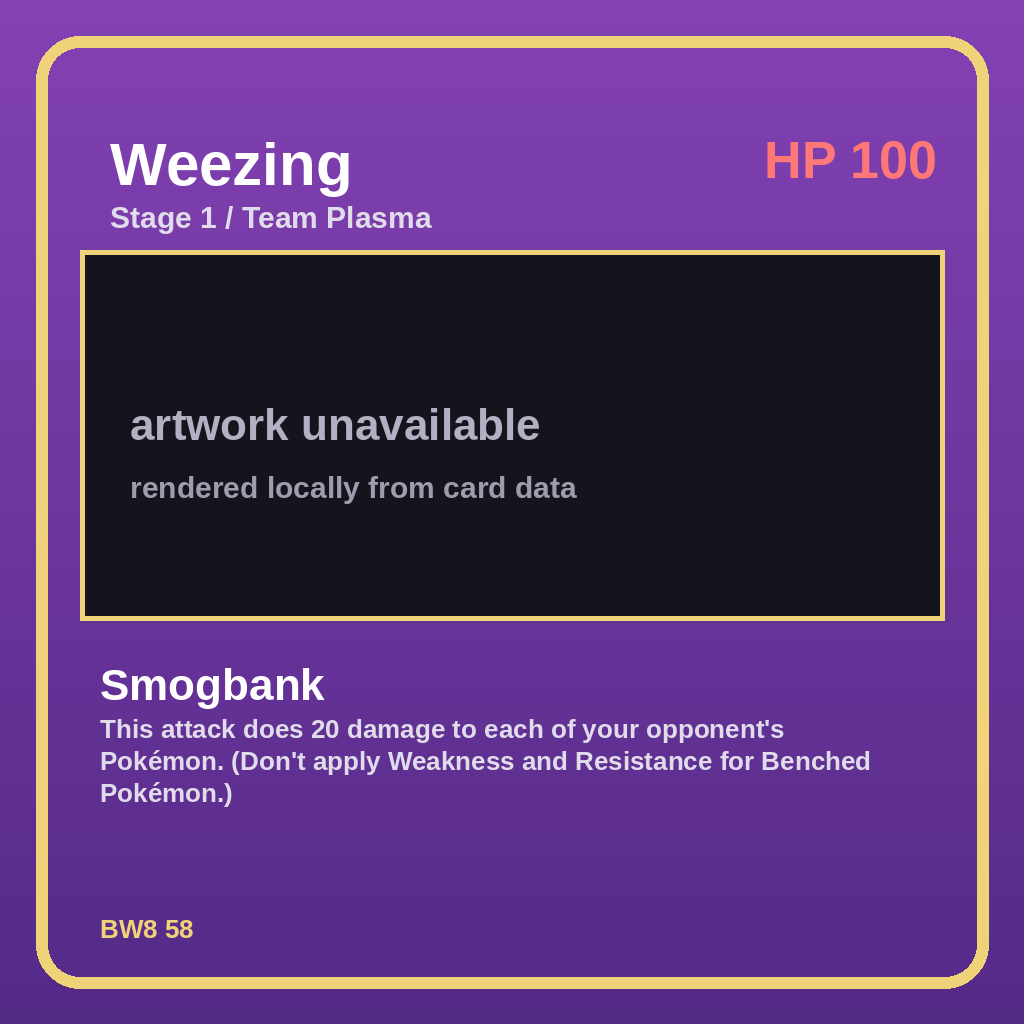 Weezing
HP 100
Stage 1 / Team Plasma
artwork unavailable
rendered locally from card data
Smogbank
This attack does 20 damage to each of your opponent's
Pokémon. (Don't apply Weakness and Resistance for Benched
Pokémon.)
BW8 58